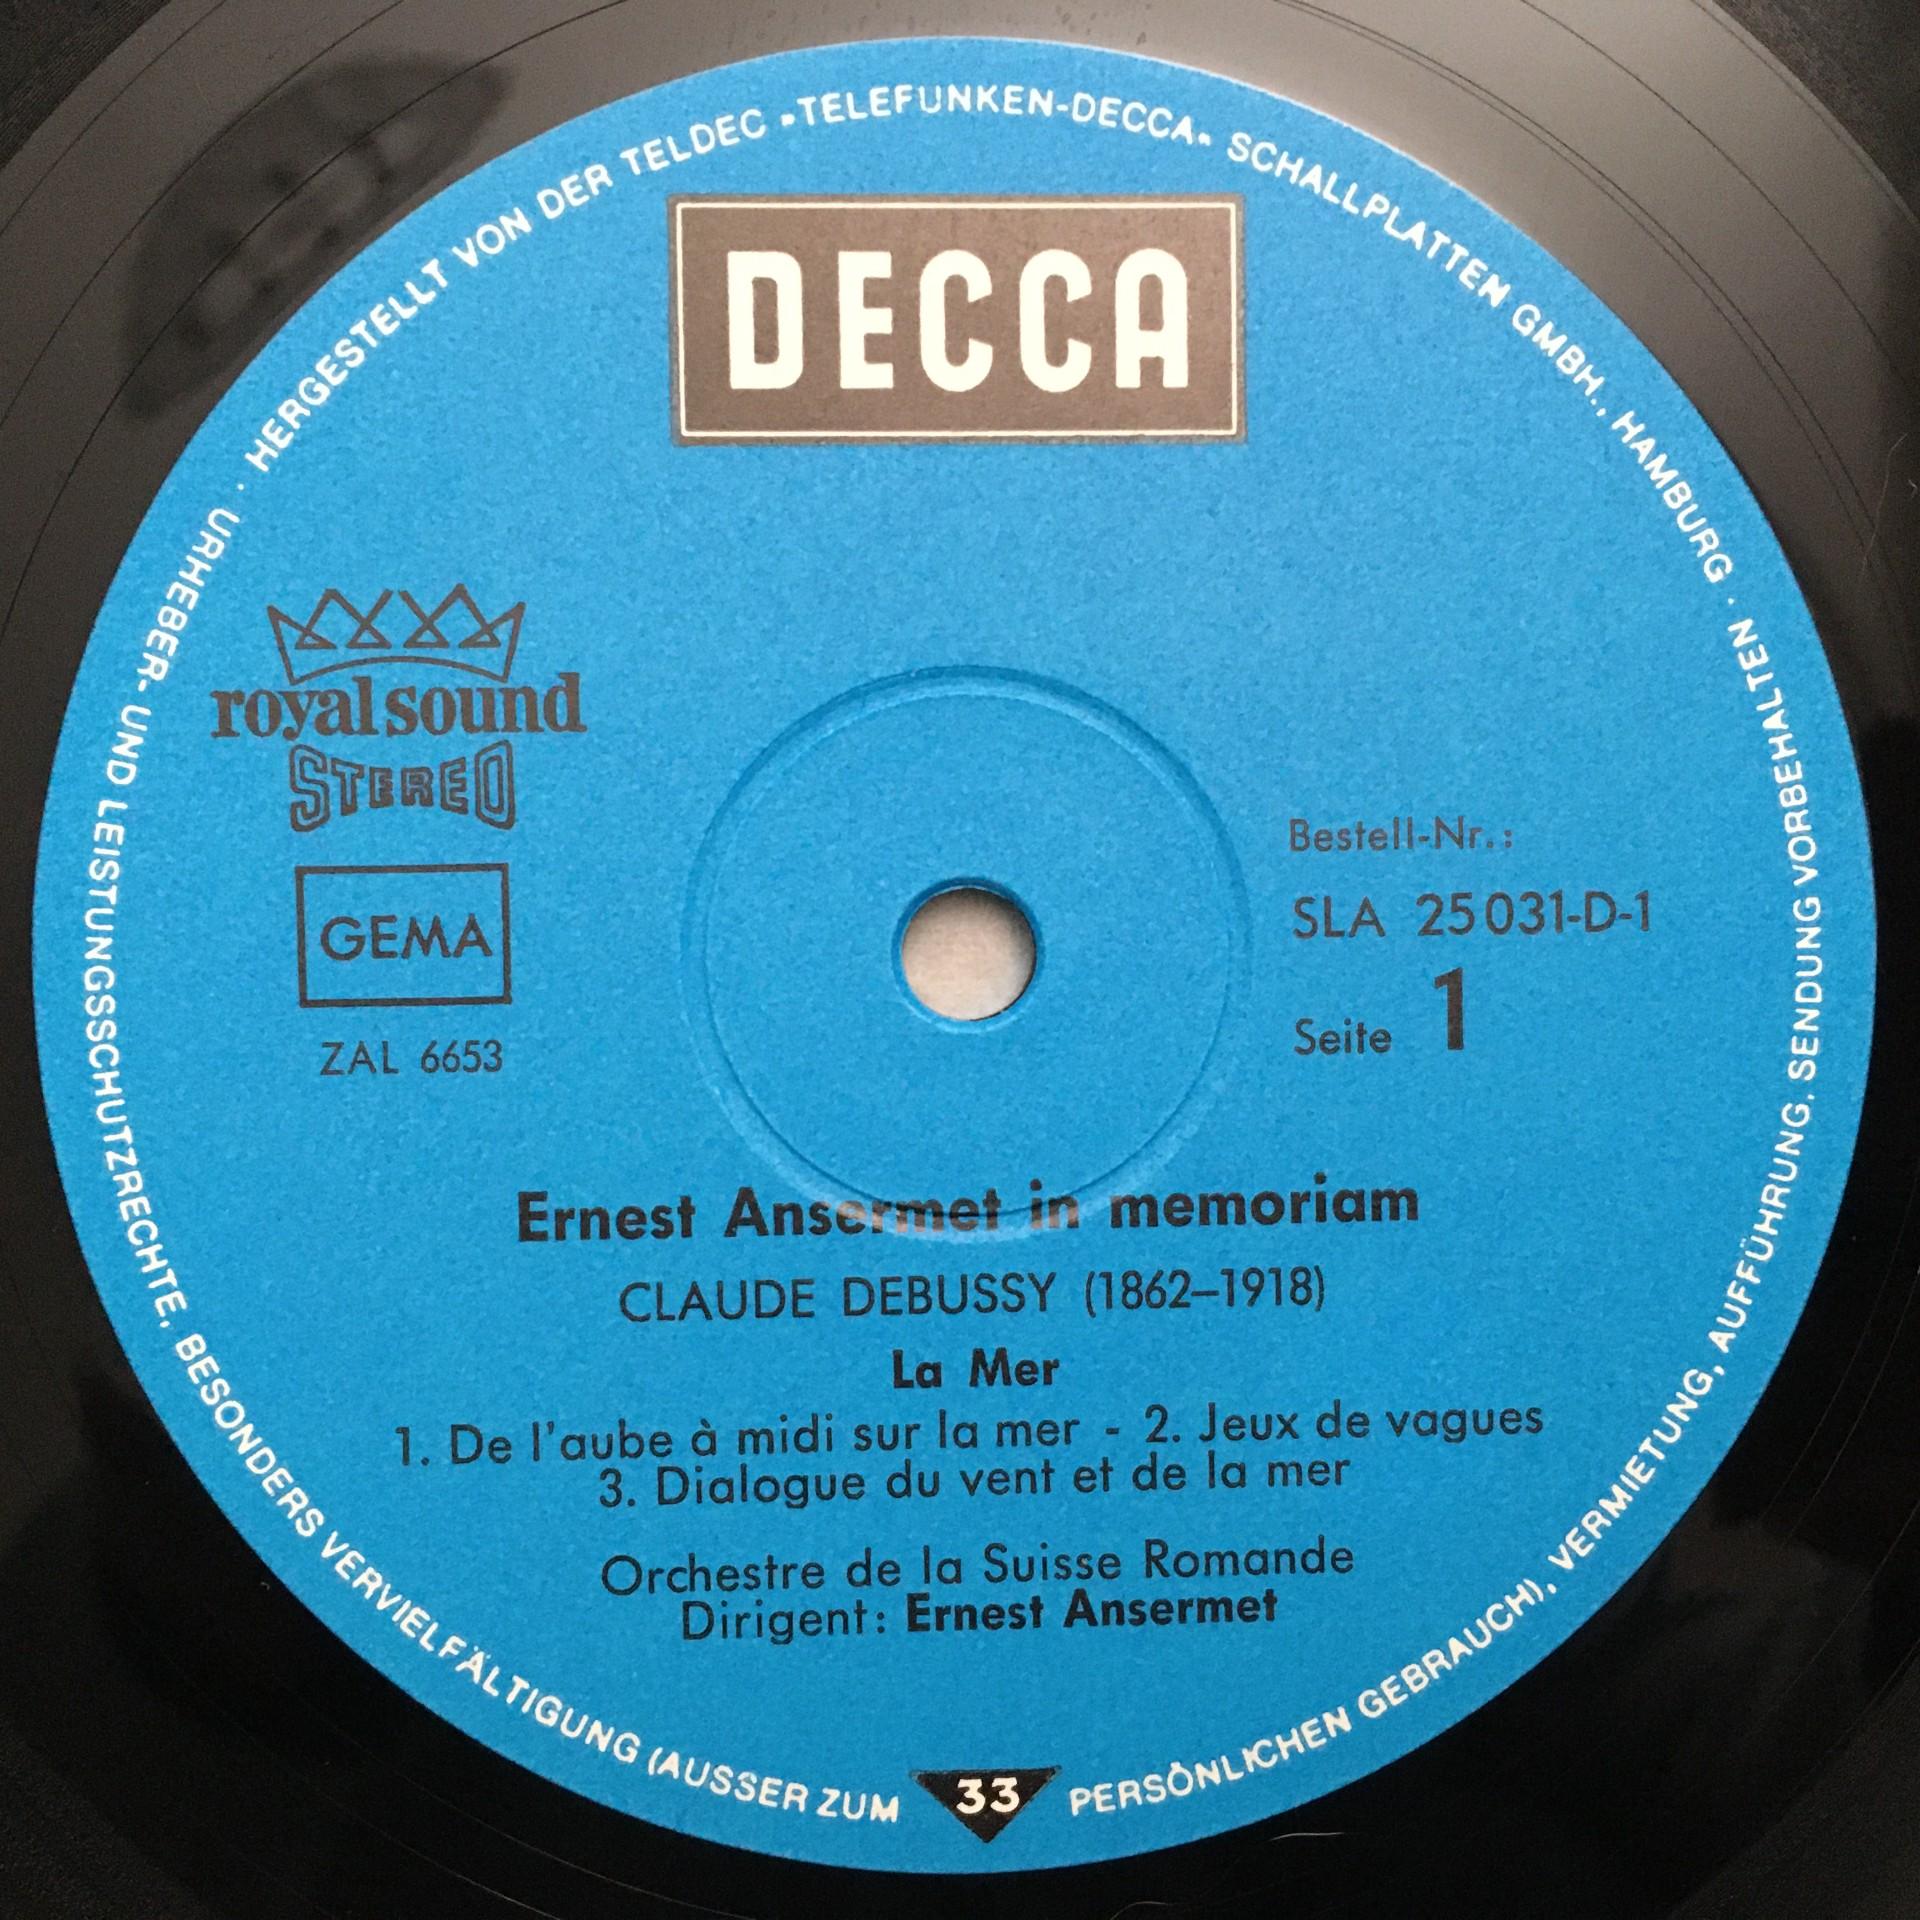 HERGESTELLT VON DER TELDEC »TELEFUNKEN-DECCA« SCHALLPLATTEN GMBH., HAMBURG ·
DECCA
royal sound
STEREO
GEMA
ZAL 6653
Bestell-Nr.:
SLA 25 031-D-1
Seite 1
Ernest Ansermet in memoriam
CLAUDE DEBUSSY (1862–1918)
La Mer
1. De l'aube à midi sur la mer - 2. Jeux de vagues
3. Dialogue du vent et de la mer
Orchestre de la Suisse Romande
Dirigent: Ernest Ansermet
33
URHEBER- UND LEISTUNGSSCHUTZRECHTE, BESONDERS VERVIELFÄLTIGUNG (AUSSER ZUM PERSÖNLICHEN GEBRAUCH), VERMIETUNG, AUFFÜHRUNG, SENDUNG VORBEHALTEN ·